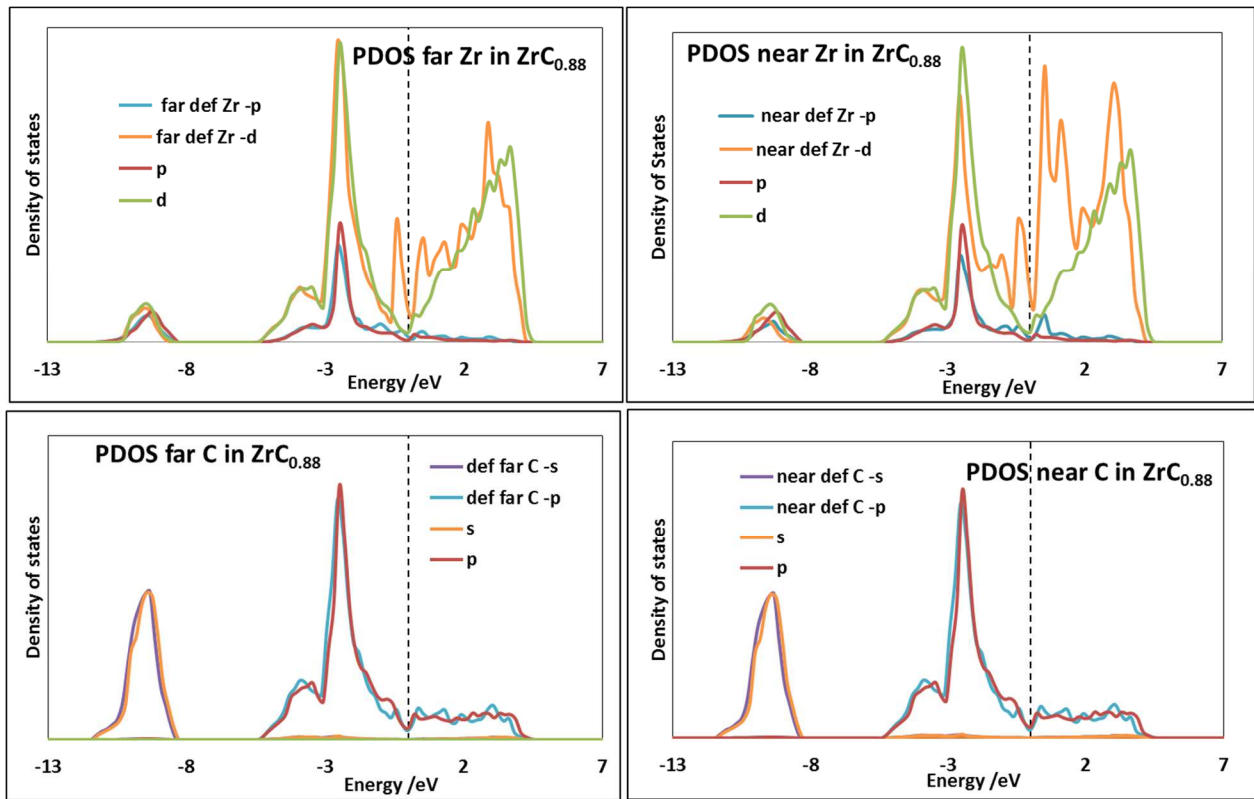 PDOS far Zr in ZrC0.88
far def Zr -p
far def Zr -d
p
d
Density of states
-13
-8
-3
2
7
Energy /eV
PDOS near Zr in ZrC0.88
near def Zr -p
near def Zr -d
p
d
Density of States
-13
-8
-3
2
7
Energy /eV
PDOS far C in ZrC0.88
def far C -s
def far C -p
s
p
Density of states
-13
-8
-3
2
7
Energy /eV
PDOS near C in ZrC0.88
near def C -s
near def C -p
s
p
Density of states
-13
-8
-3
2
7
Energy /eV